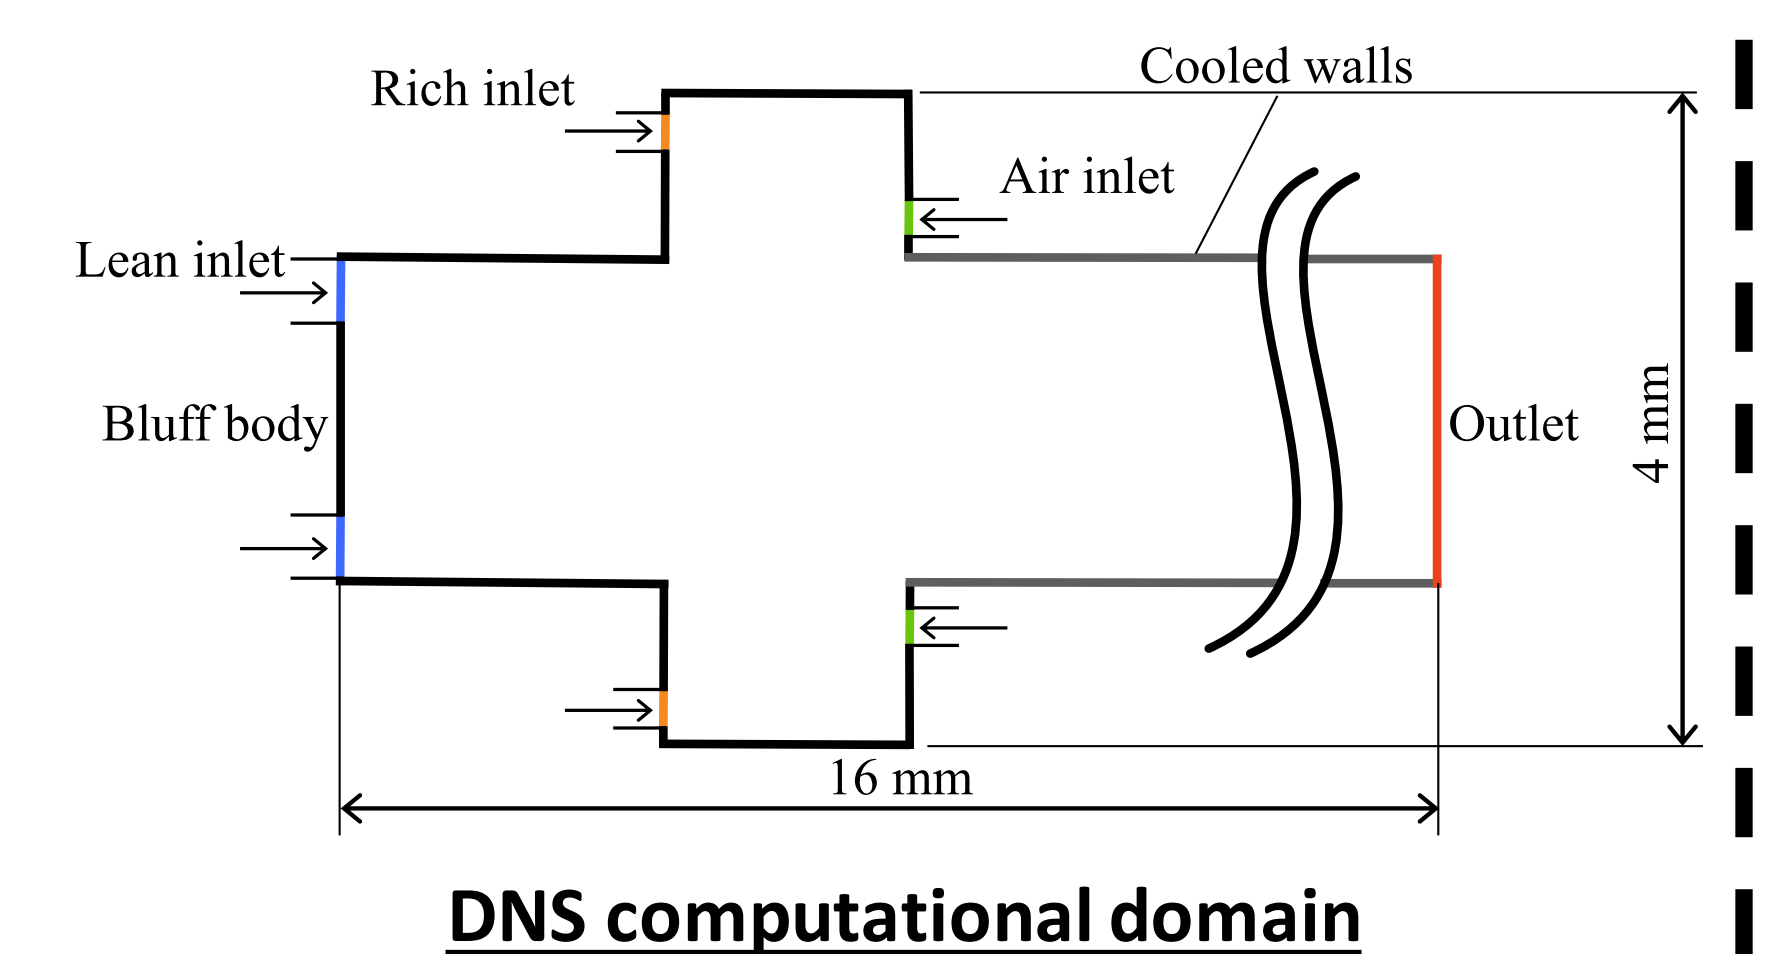 Cooled walls
Rich inlet
Air inlet
Lean inlet
Bluff body
Outlet
4 mm
16 mm
DNS computational domain